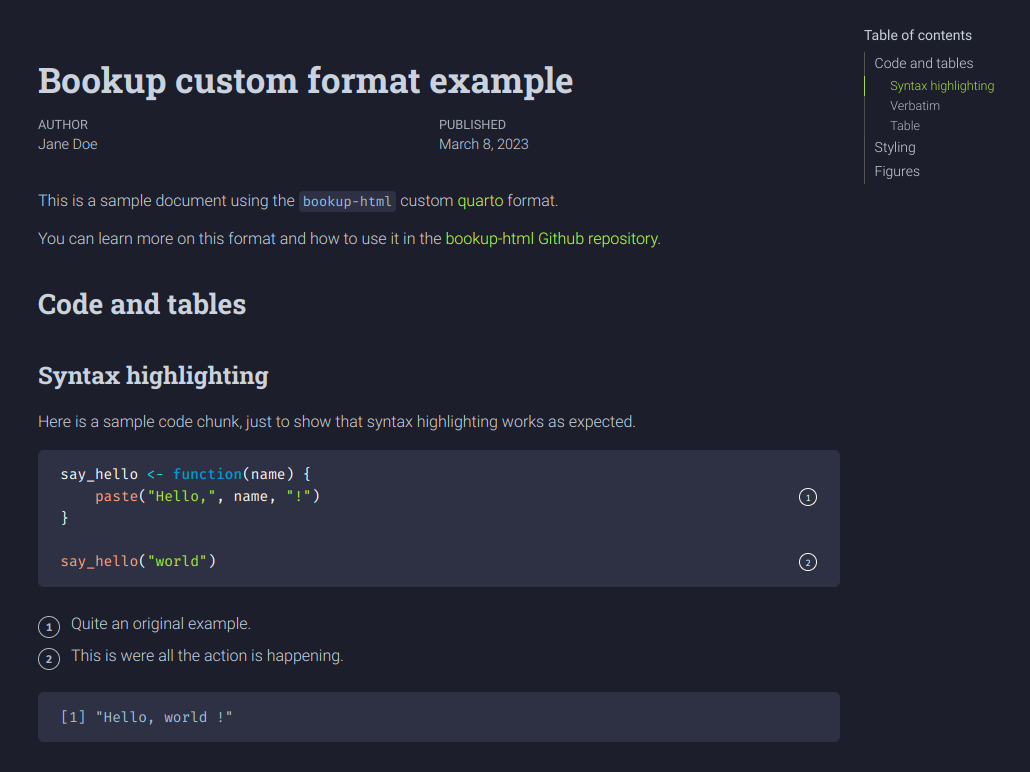 Bookup custom format example
AUTHOR
Jane Doe
PUBLISHED
March 8, 2023
This is a sample document using the bookup-html custom quarto format.
You can learn more on this format and how to use it in the bookup-html Github repository.
Code and tables
Syntax highlighting
Here is a sample code chunk, just to show that syntax highlighting works as expected.
say_hello <- function(name) {
    paste("Hello,", name, "!") 1
}
say_hello("world") 2
1 Quite an original example.
2 This is were all the action is happening.
[1] "Hello, world !"
Table of contents
Code and tables
Syntax highlighting
Verbatim
Table
Styling
Figures